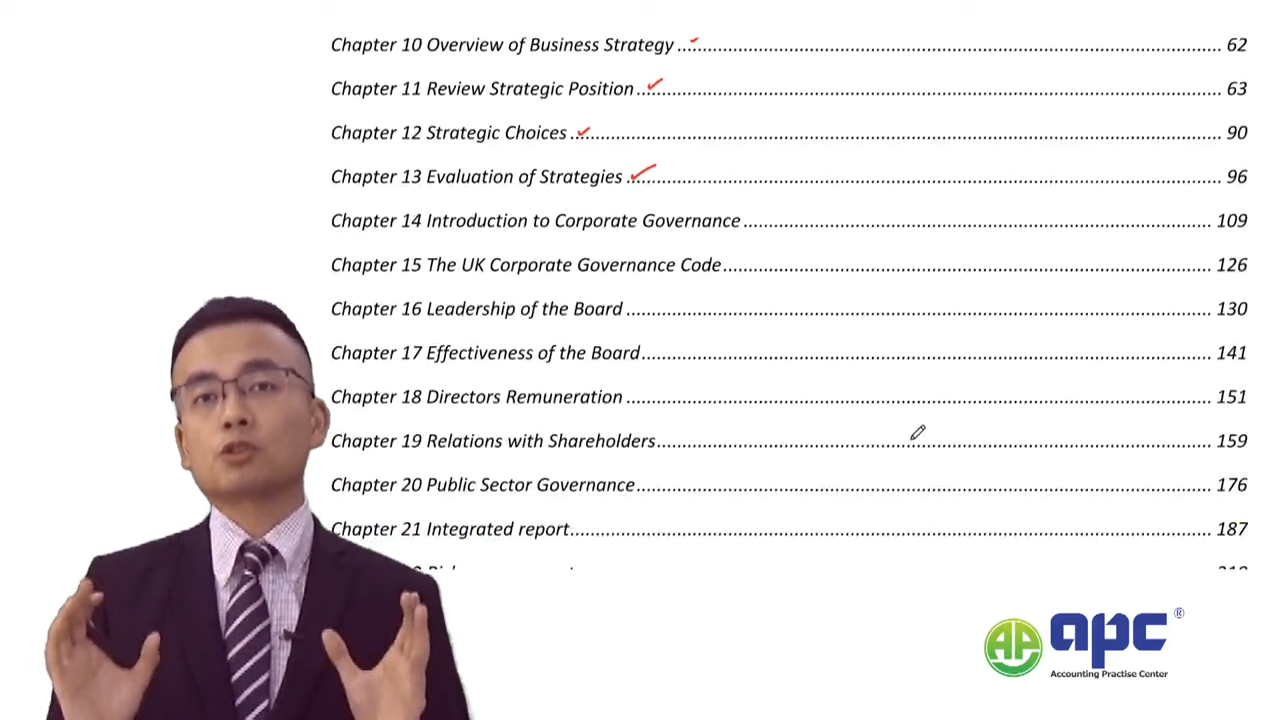 Chapter 10 Overview of Business Strategy ........ 62
Chapter 11 Review Strategic Position ........ 63
Chapter 12 Strategic Choices ........ 90
Chapter 13 Evaluation of Strategies ........ 96
Chapter 14 Introduction to Corporate Governance ........ 109
Chapter 15 The UK Corporate Governance Code ........ 126
Chapter 16 Leadership of the Board ........ 130
Chapter 17 Effectiveness of the Board ........ 141
Chapter 18 Directors Remuneration ........ 151
Chapter 19 Relations with Shareholders ........ 159
Chapter 20 Public Sector Governance ........ 176
Chapter 21 Integrated report ........ 187
AP apc ®
Accounting Practise Center